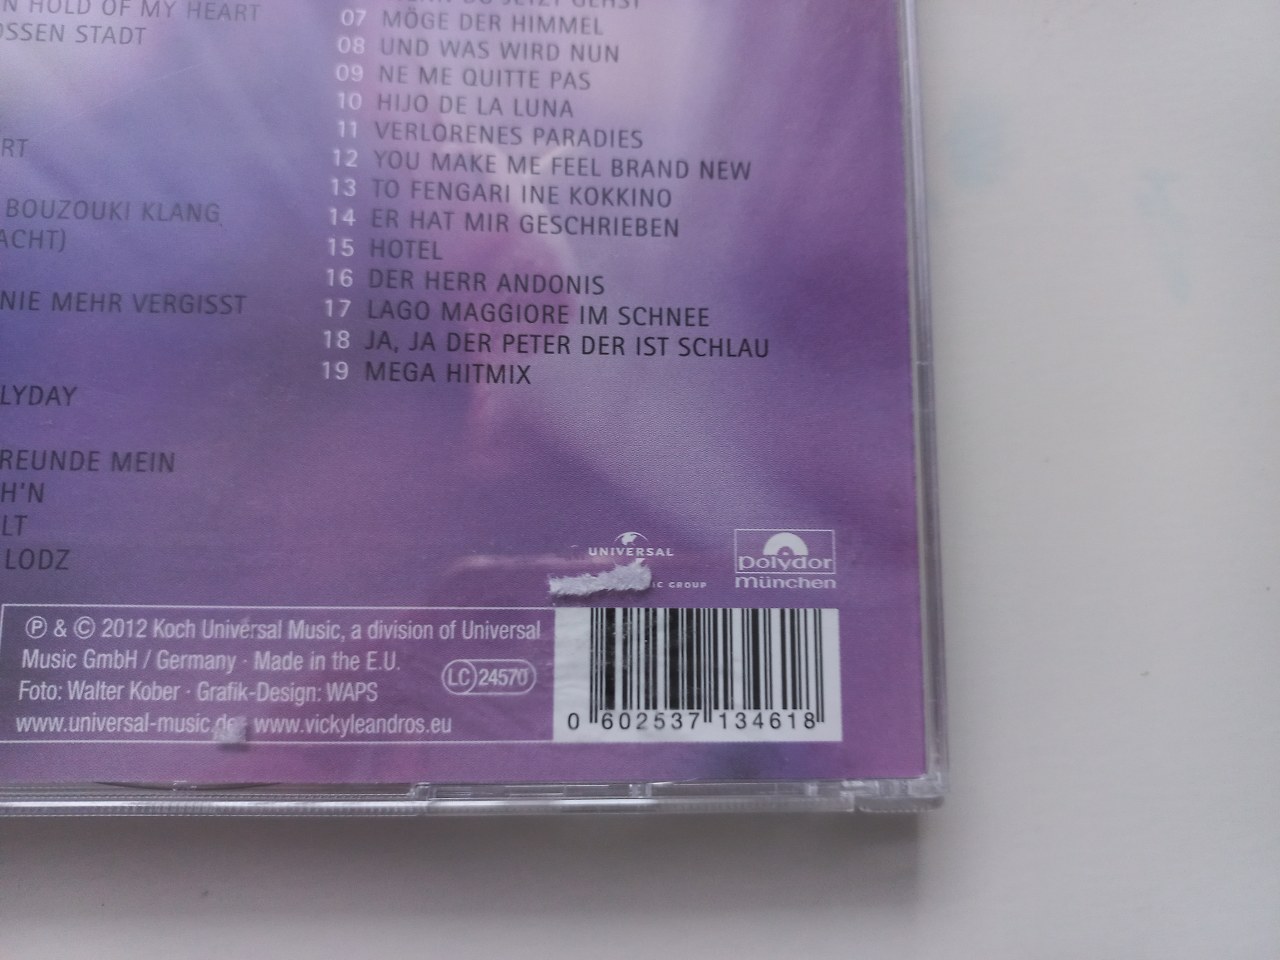 N HOLD OF MY HEART
OSSEN STADT
RT
BOUZOUKI KLANG
ACHT)
NIE MEHR VERGISST
LYDAY
REUNDE MEIN
H'N
LT
LODZ
07 MÖGE DER HIMMEL
08 UND WAS WIRD NUN
09 NE ME QUITTE PAS
10 HIJO DE LA LUNA
11 VERLORENES PARADIES
12 YOU MAKE ME FEEL BRAND NEW
13 TO FENGARI INE KOKKINO
14 ER HAT MIR GESCHRIEBEN
15 HOTEL
16 DER HERR ANDONIS
17 LAGO MAGGIORE IM SCHNEE
18 JA, JA DER PETER DER IST SCHLAU
19 MEGA HITMIX
UNIVERSAL
IC GROUP
polydor
münchen
℗ & © 2012 Koch Universal Music, a division of Universal
Music GmbH / Germany · Made in the E.U.
Foto: Walter Kober · Grafik-Design: WAPS
www.universal-music.de www.vickyleandros.eu
LC 24570
0 602537 134618